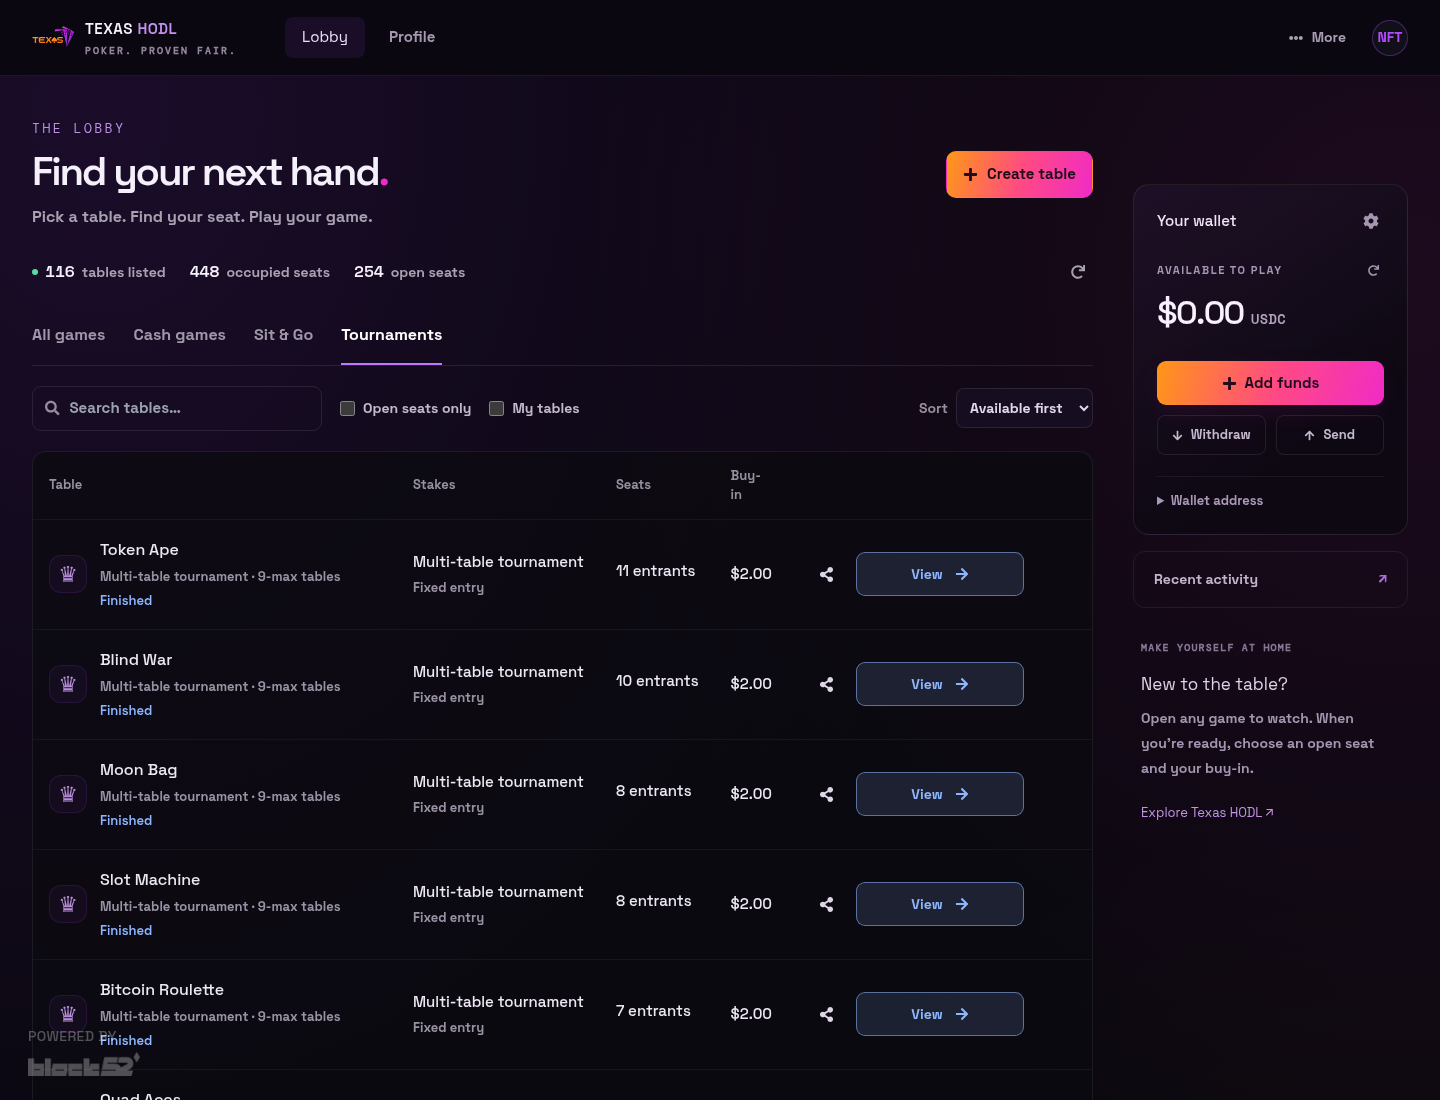 TEXAS
TEXAS HODL
POKER. PROVEN FAIR.
Lobby
Profile
More
NFT
THE LOBBY
Find your next hand.
Pick a table. Find your seat. Play your game.
Create table
116 tables listed
448 occupied seats
254 open seats
All games
Cash games
Sit & Go
Tournaments
Search tables...
Open seats only
My tables
Sort
Available first
Table
Stakes
Seats
Buy-
in
Token Ape
Multi-table tournament · 9-max tables
Finished
Multi-table tournament
Fixed entry
11 entrants
$2.00
View
Blind War
Multi-table tournament · 9-max tables
Finished
Multi-table tournament
Fixed entry
10 entrants
$2.00
View
Moon Bag
Multi-table tournament · 9-max tables
Finished
Multi-table tournament
Fixed entry
8 entrants
$2.00
View
Slot Machine
Multi-table tournament · 9-max tables
Finished
Multi-table tournament
Fixed entry
8 entrants
$2.00
View
Bitcoin Roulette
Multi-table tournament · 9-max tables
Finished
Multi-table tournament
Fixed entry
7 entrants
$2.00
View
Quad Aces
POWERED BY
block52
Your wallet
AVAILABLE TO PLAY
$0.00 USDC
Add funds
Withdraw
Send
Wallet address
Recent activity
MAKE YOURSELF AT HOME
New to the table?
Open any game to watch. When
you're ready, choose an open seat
and your buy-in.
Explore Texas HODL